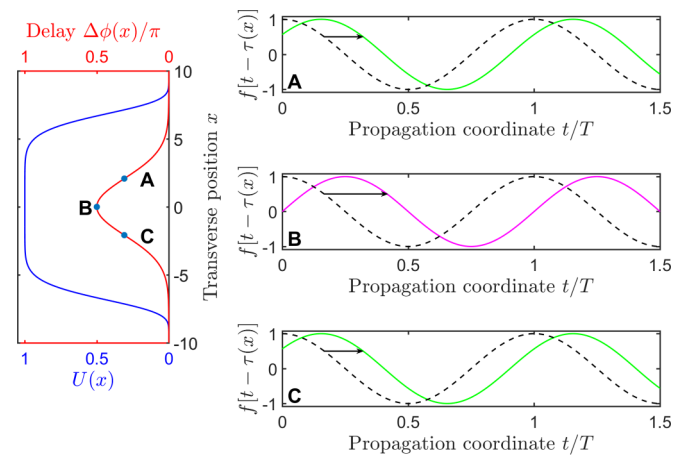 Delay Δϕ(x)/π
1 0.5 0
10
5
0
-5
-10
Transverse position x
A
B
C
1 0.5 0
U(x)
f[t − τ(x)]
1
0
-1
A
0 0.5 1 1.5
Propagation coordinate t/T
f[t − τ(x)]
1
0
-1
B
0 0.5 1 1.5
Propagation coordinate t/T
f[t − τ(x)]
1
0
-1
C
0 0.5 1 1.5
Propagation coordinate t/T